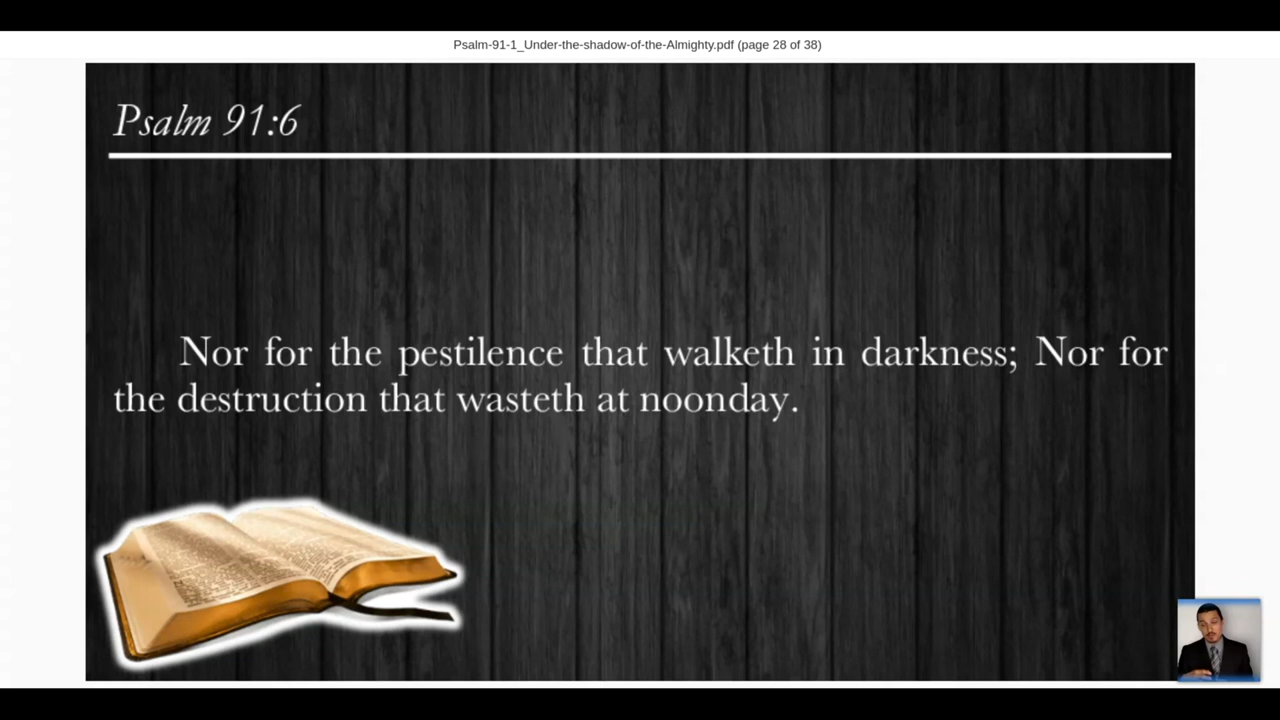 Psalm-91-1_Under-the-shadow-of-the-Almighty.pdf (page 28 of 38)
Psalm 91:6
Nor for the pestilence that walketh in darkness; Nor for
the destruction that wasteth at noonday.